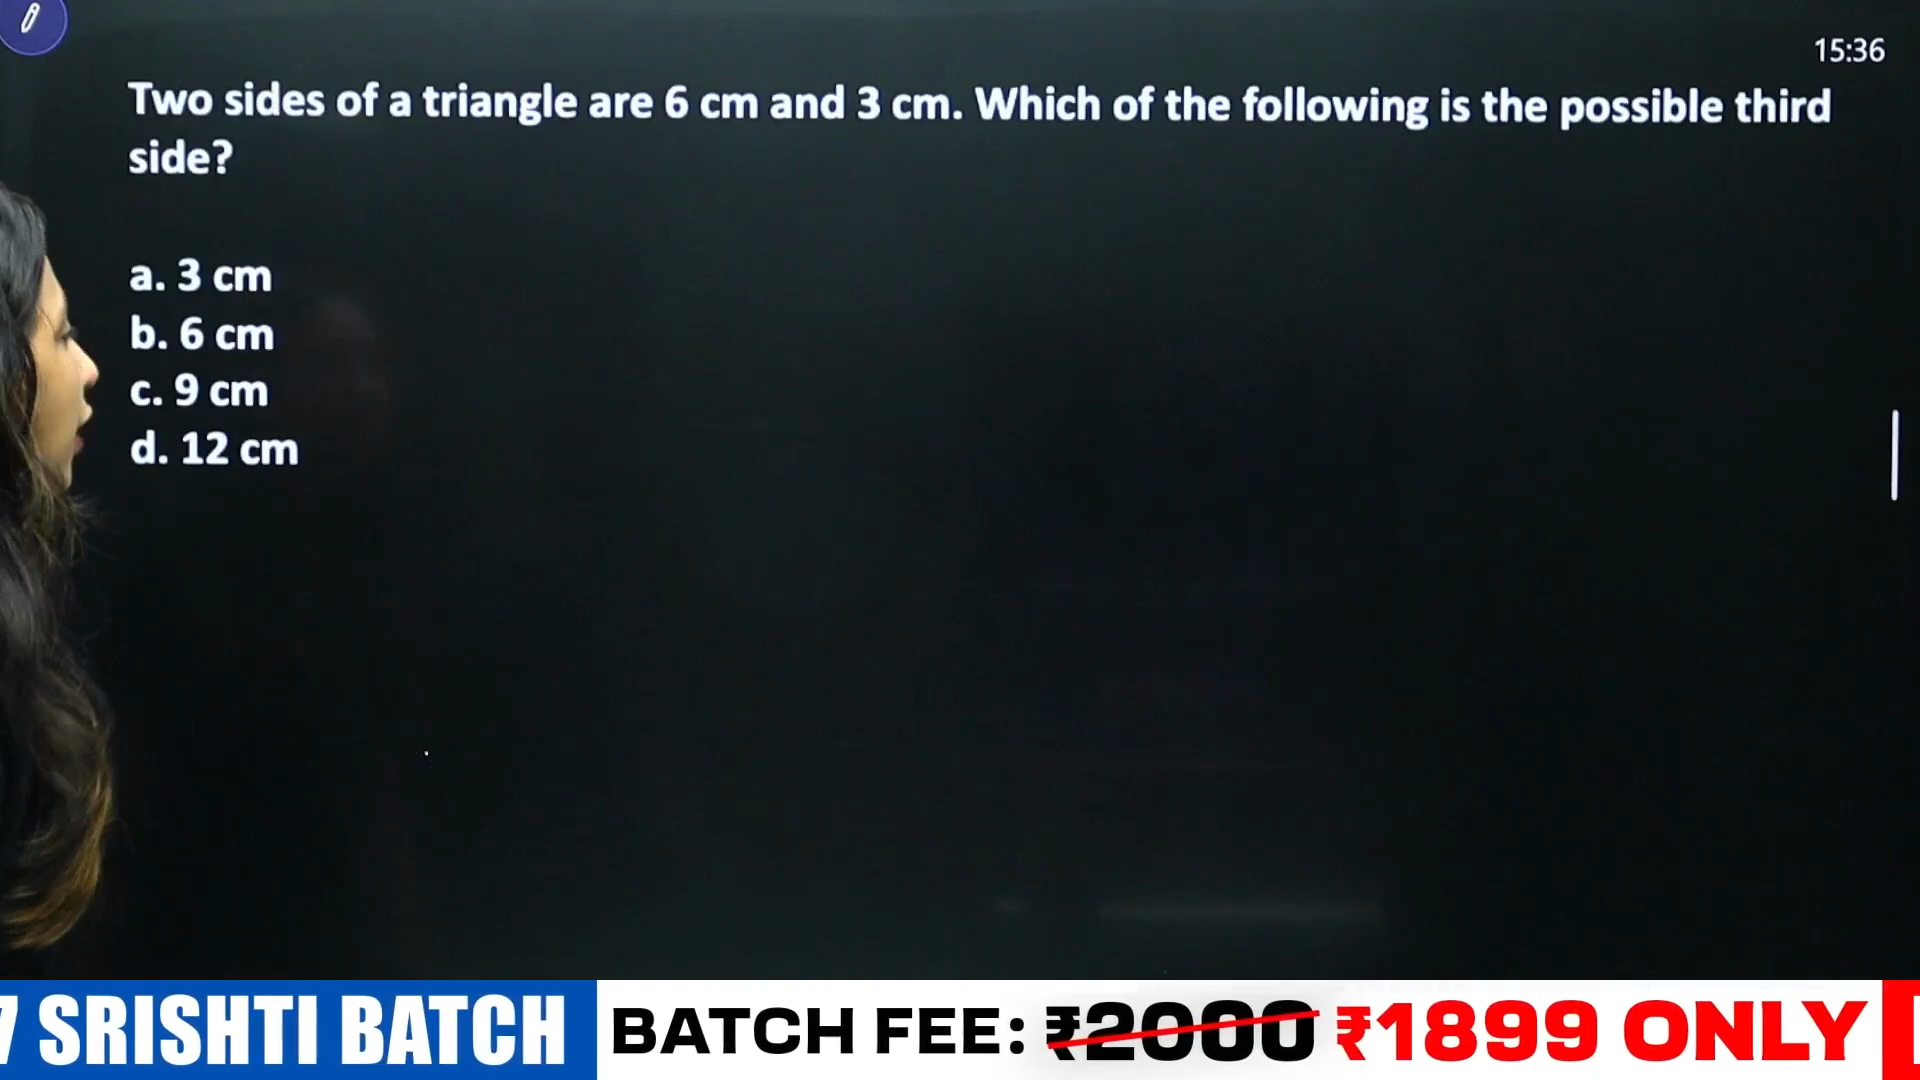 15:36
Two sides of a triangle are 6 cm and 3 cm. Which of the following is the possible third
side?
a. 3 cm
b. 6 cm
c. 9 cm
d. 12 cm
SRISHTI BATCH BATCH FEE: ₹2000 ₹1899 ONLY